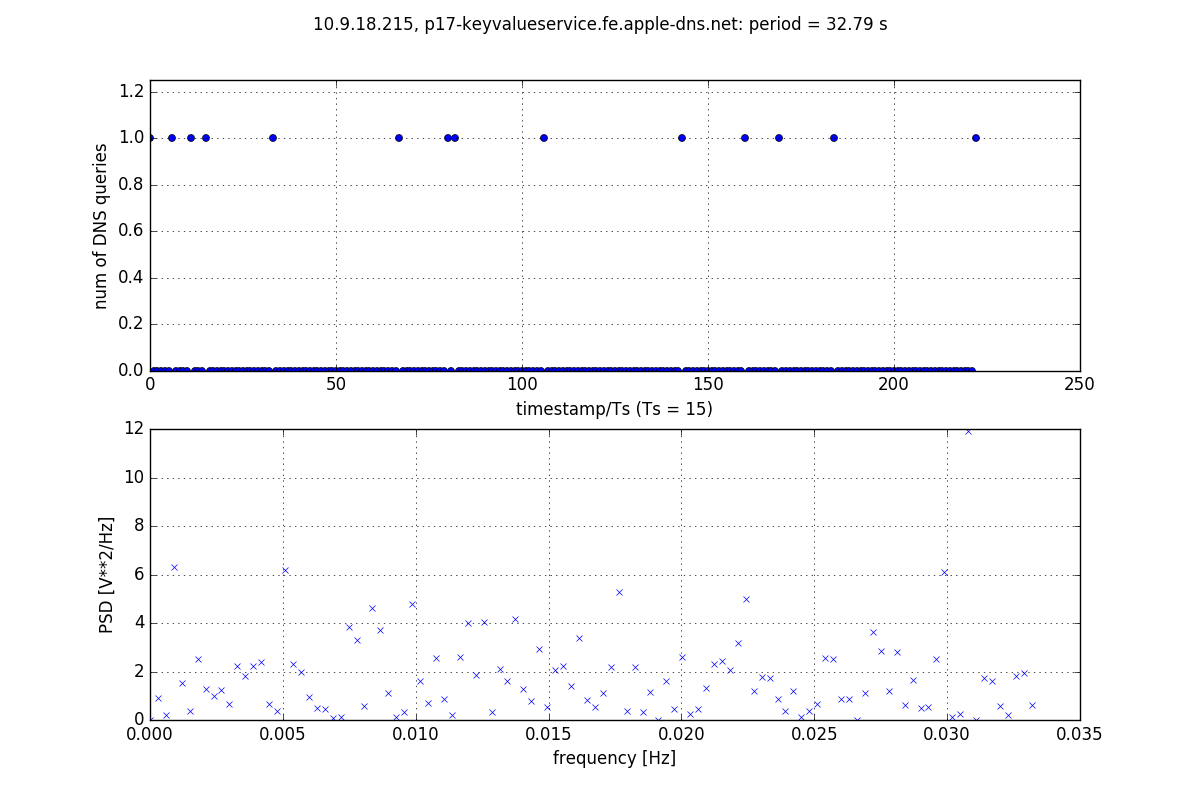 10.9.18.215, p17-keyvalueservice.fe.apple-dns.net: period = 32.79 s
1.2
1.0
0.8
0.6
0.4
0.2
0.0
num of DNS queries
0 50 100 150 200 250
timestamp/Ts (Ts = 15)
12
10
8
6
4
2
0
PSD [V**2/Hz]
0.000 0.005 0.010 0.015 0.020 0.025 0.030 0.035
frequency [Hz]